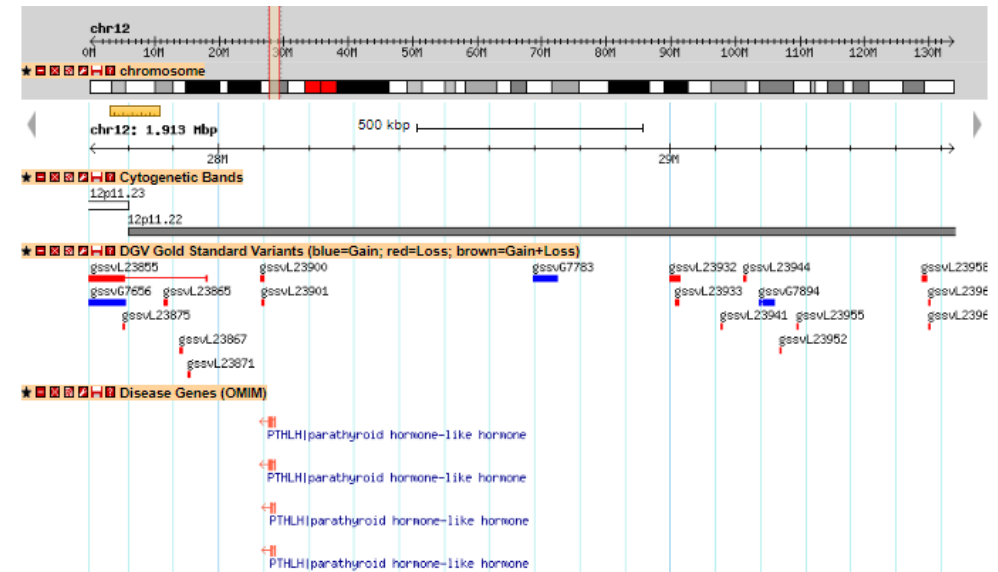 chr12
0M 10M 20M 30M 40M 50M 60M 70M 80M 90M 100M 110M 120M 130M
chromosome
chr12: 1.913 Mbp
500 kbp
28M 29M
Cytogenetic Bands
12p11.23
12p11.22
DGV Gold Standard Variants (blue=Gain; red=Loss; brown=Gain+Loss)
gssvL23855 gssvL23900 gssvG7783 gssvL23932 gssvL23944 gssvL23958
gssvG7656 gssvL23865 gssvL23901 gssvL23933 gssvG7894 gssvL2396
gssvL23875 gssvL23941 gssvL23955 gssvL2396
gssvL23867 gssvL23952
gssvL23871
Disease Genes (OMIM)
PTHLH|parathyroid hormone-like hormone
PTHLH|parathyroid hormone-like hormone
PTHLH|parathyroid hormone-like hormone
PTHLH|parathyroid hormone-like hormone